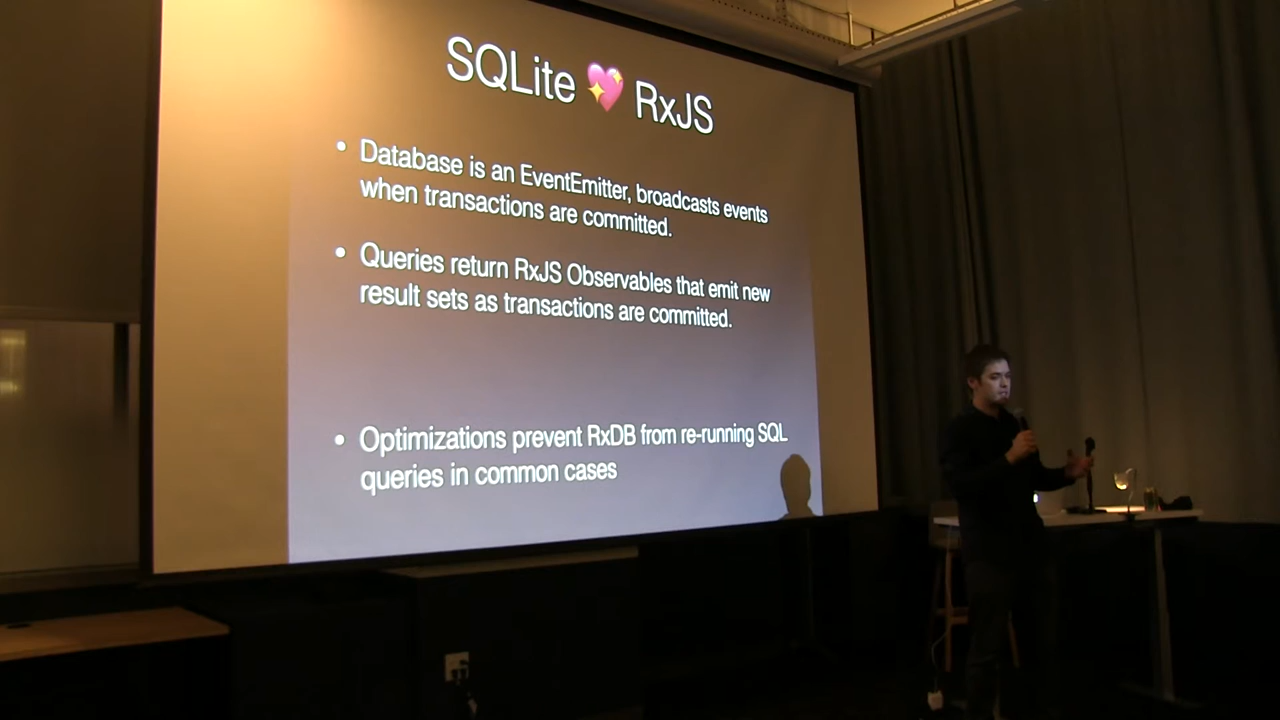 SQLite 💖 RxJS
• Database is an EventEmitter, broadcasts events
when transactions are committed.
• Queries return RxJS Observables that emit new
result sets as transactions are committed.
• Optimizations prevent RxDB from re-running SQL
queries in common cases